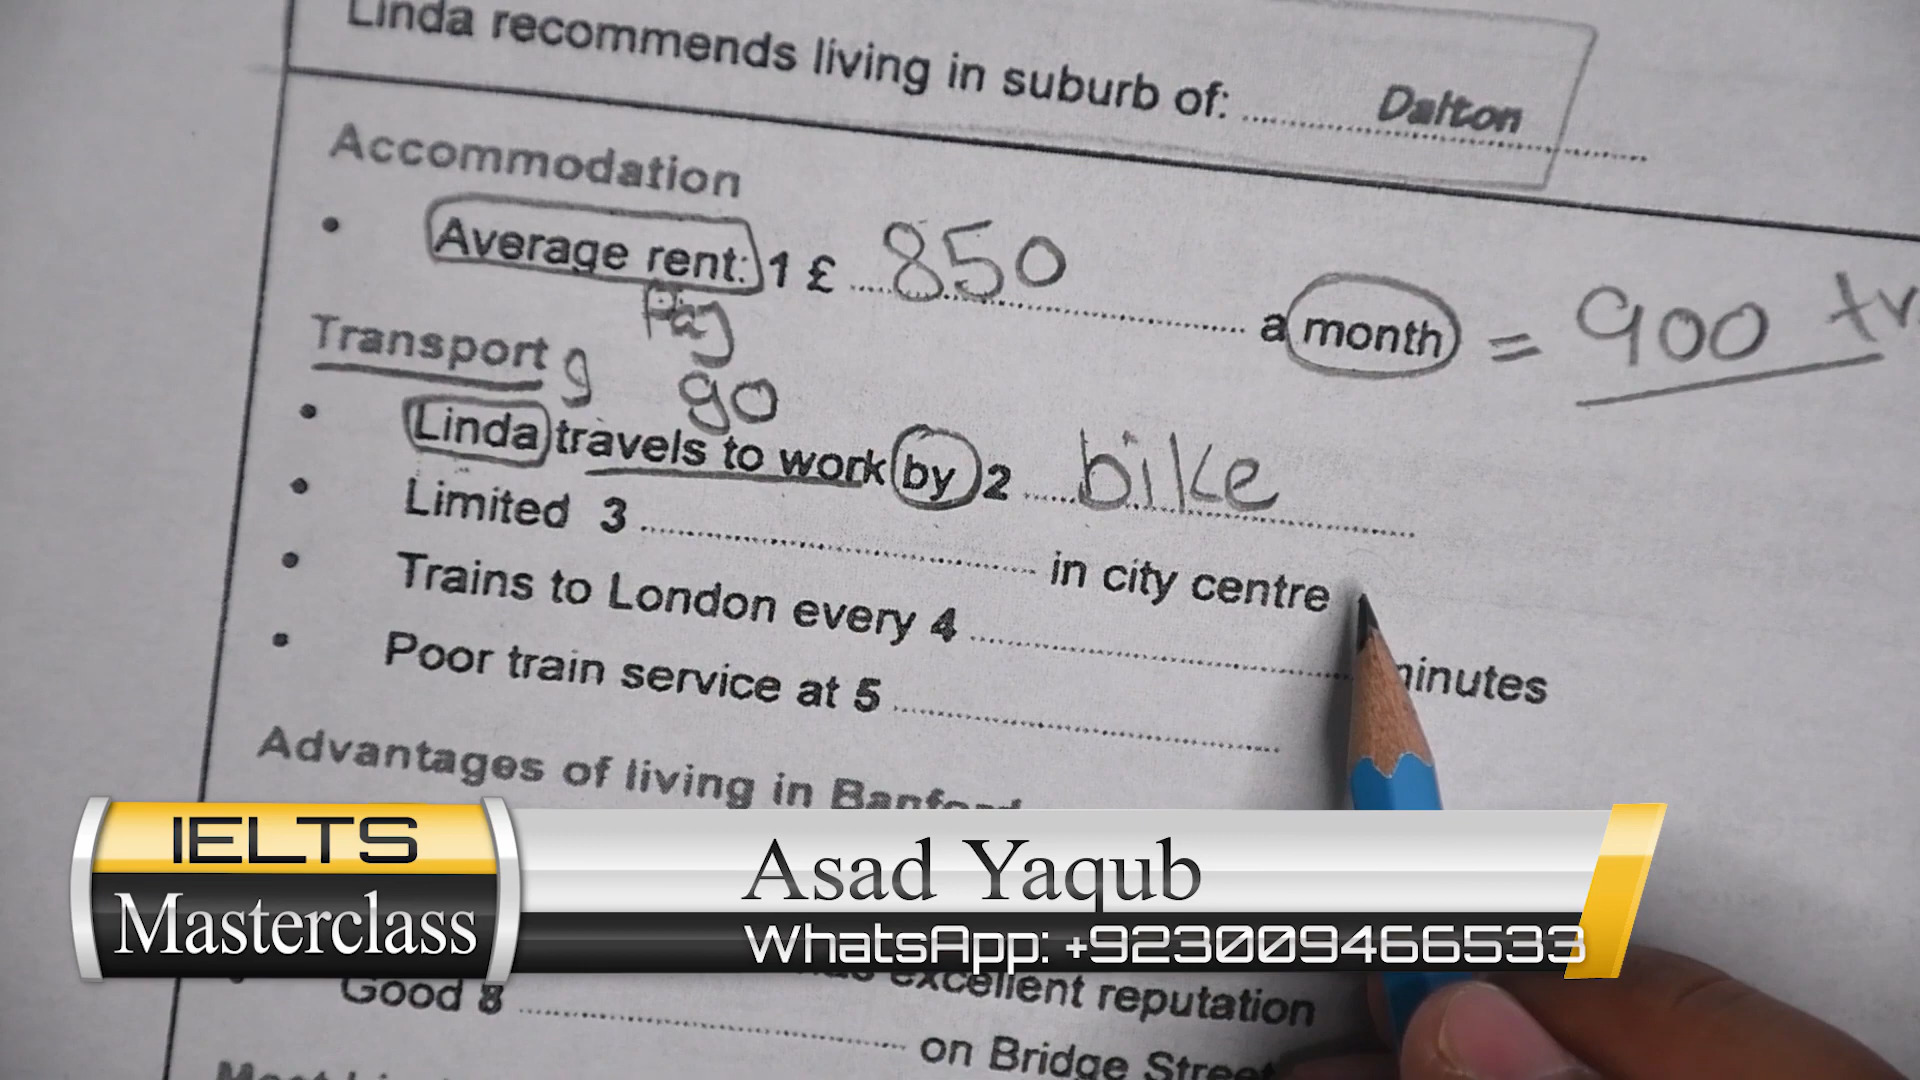 Linda recommends living in suburb of: Dalton
Accommodation
• Average rent: 1 £ 850 a month = 900
Pay
Transport g go
• Linda travels to work by 2 bike
• Limited 3 in city centre
• Trains to London every 4 minutes
• Poor train service at 5
Advantages of living in Banford
IELTS
Masterclass
Asad Yaqub
WhatsApp: +923009466533
excellent reputation
Good 8 on Bridge Street